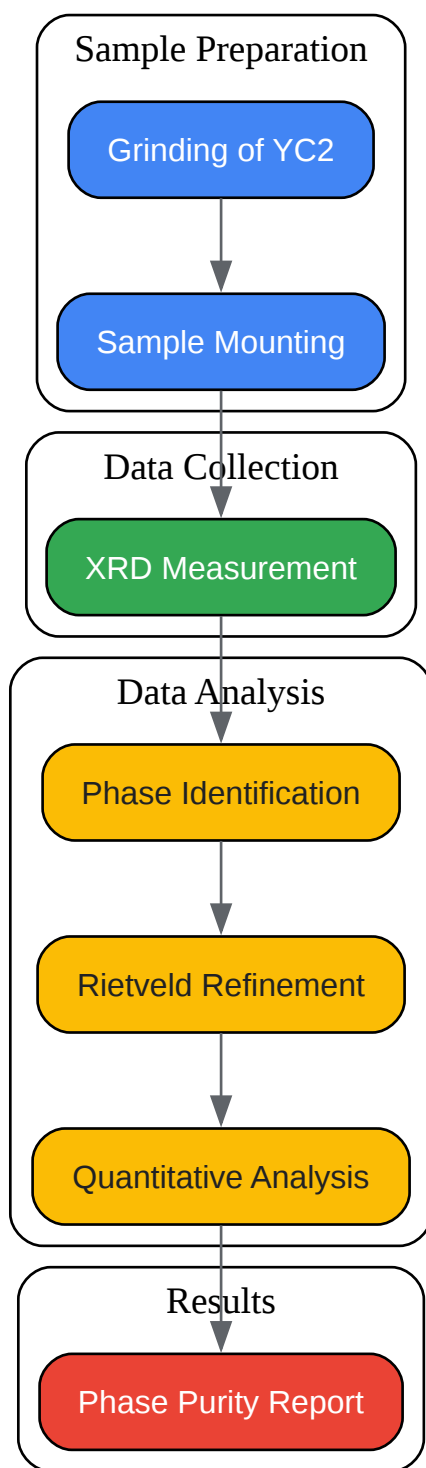 Sample Preparation
Grinding of YC2
Sample Mounting
Data Collection
XRD Measurement
Data Analysis
Phase Identification
Rietveld Refinement
Quantitative Analysis
Results
Phase Purity Report